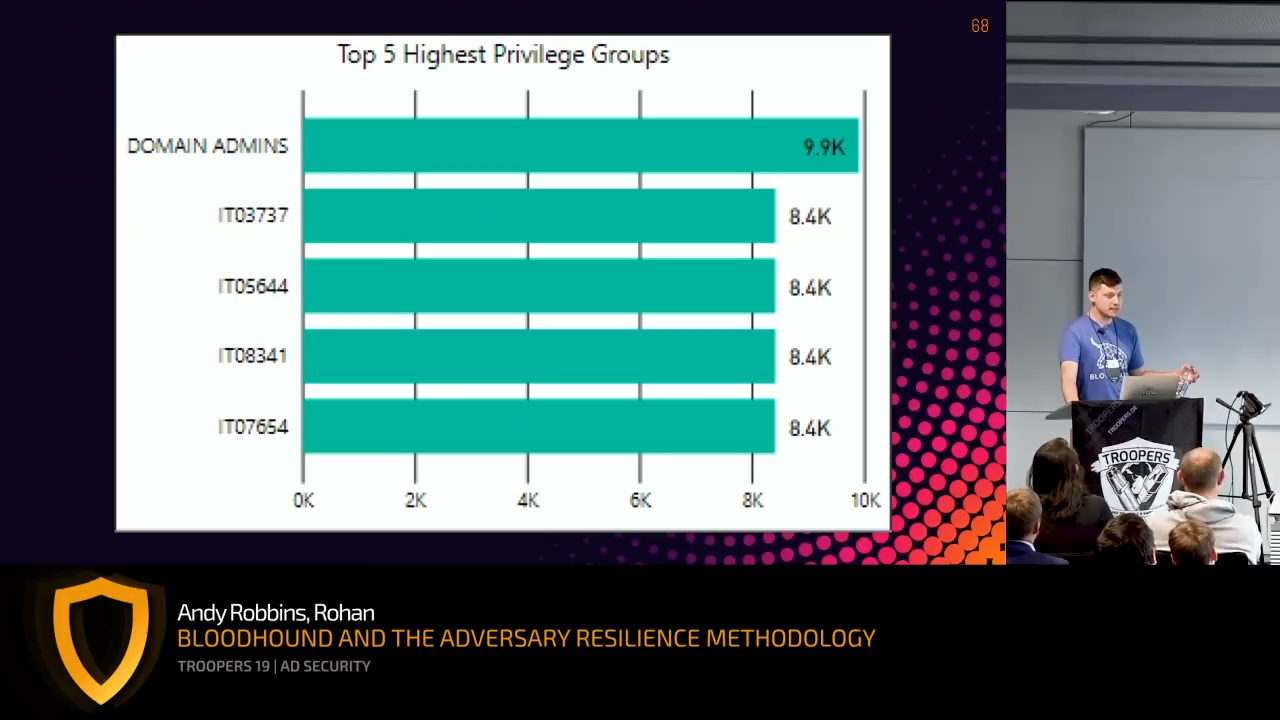 68
Top 5 Highest Privilege Groups
DOMAIN ADMINS
9.9K
IT03737
8.4K
IT05644
8.4K
IT08341
8.4K
IT07654
8.4K
0K 2K 4K 6K 8K 10K
TROOPERS.DE
TROOPERS
Andy Robbins, Rohan
BLOODHOUND AND THE ADVERSARY RESILIENCE METHODOLOGY
TROOPERS 19 | AD SECURITY